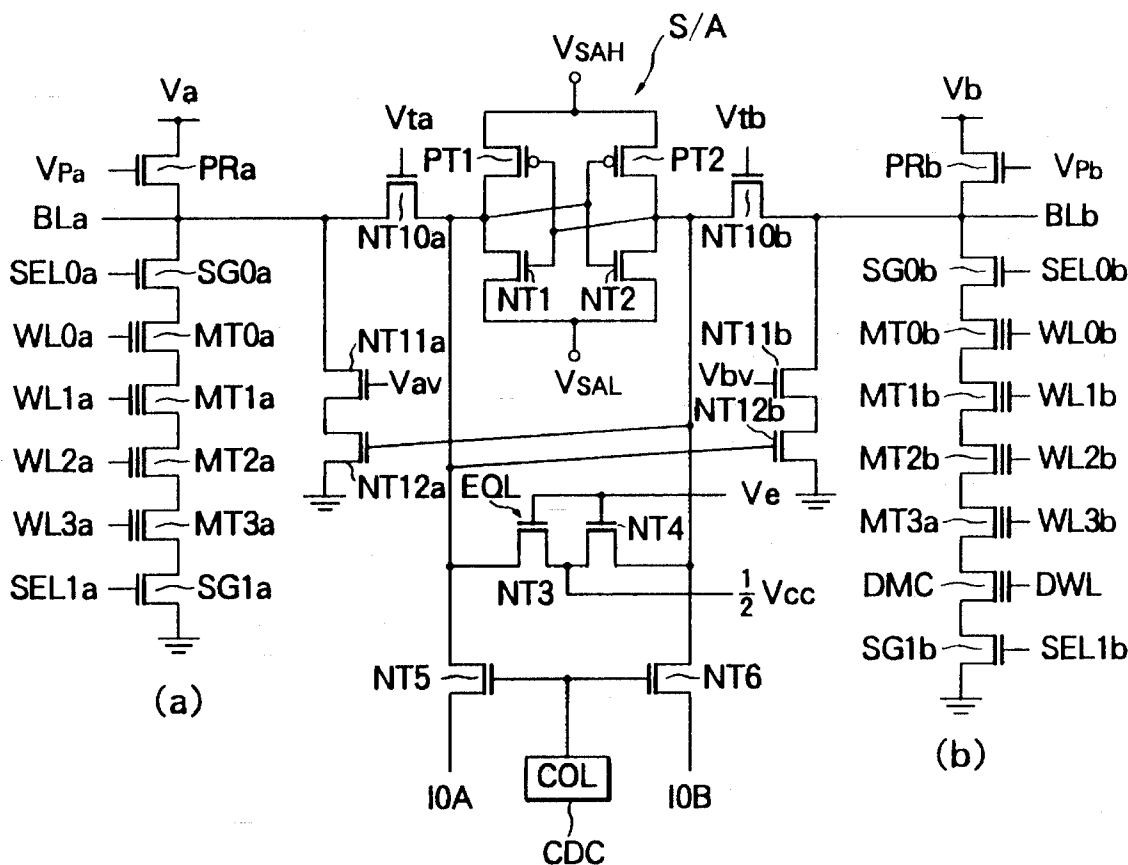 S/A
VSAH
Va
Vb
Vta
Vtb
VPa
PRa
PT1
PT2
PRb
VPb
BLa
BLb
NT10a
NT10b
SEL0a
SG0a
NT1
NT2
SG0b
SEL0b
WL0a
MT0a
NT11a
VSAL
NT11b
MT0b
WL0b
Vav
Vbv
WL1a
MT1a
NT12b
MT1b
WL1b
WL2a
MT2a
MT2b
WL2b
NT12a
EQL
Ve
WL3a
MT3a
NT4
MT3a
WL3b
SEL1a
SG1a
NT3
1/2 Vcc
DMC
DWL
SG1b
SEL1b
NT5
NT6
(a)
(b)
IOA
COL
IOB
CDC